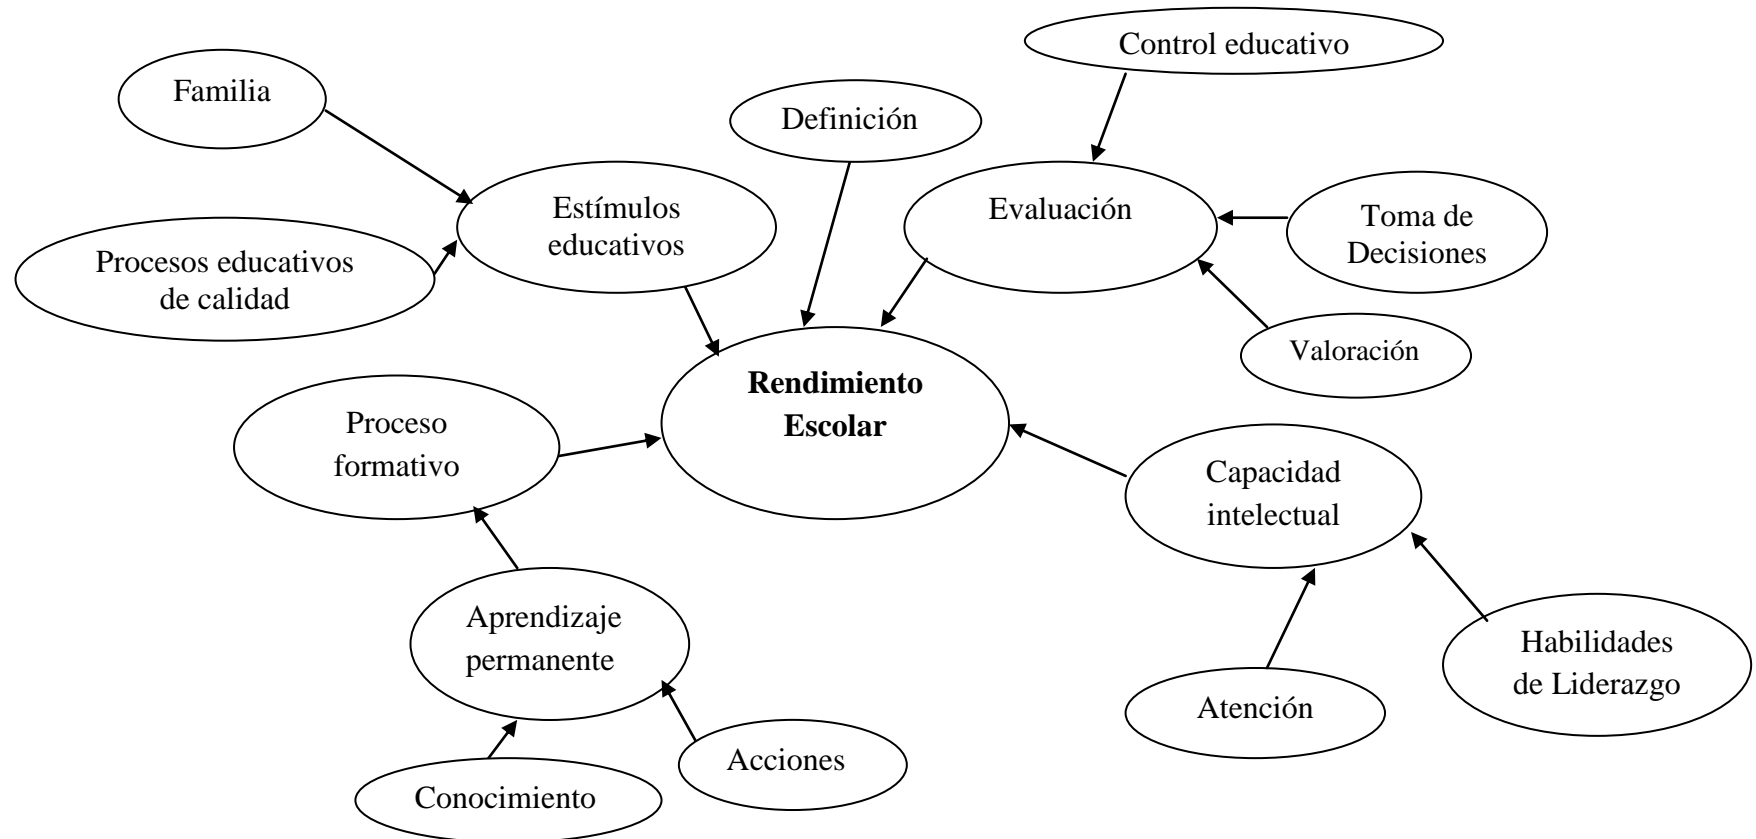 Control educativo
Familia
Definición
Estímulos
educativos
Evaluación
Toma de
Decisiones
Procesos educativos
de calidad
Valoración
Rendimiento
Escolar
Proceso
formativo
Capacidad
intelectual
Aprendizaje
permanente
Habilidades
de Liderazgo
Atención
Acciones
Conocimiento